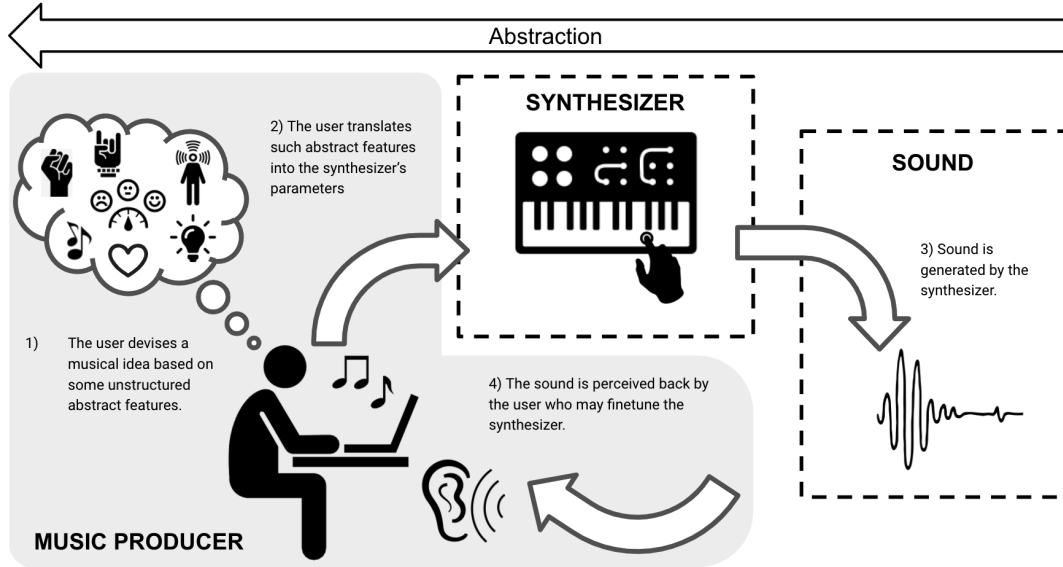 Abstraction
SYNTHESIZER
2) The user translates
such abstract features
into the synthesizer's
parameters
SOUND
3) Sound is
generated by the
synthesizer.
1) The user devises a
musical idea based on
some unstructured
abstract features.
4) The sound is perceived back by
the user who may finetune the
synthesizer.
MUSIC PRODUCER